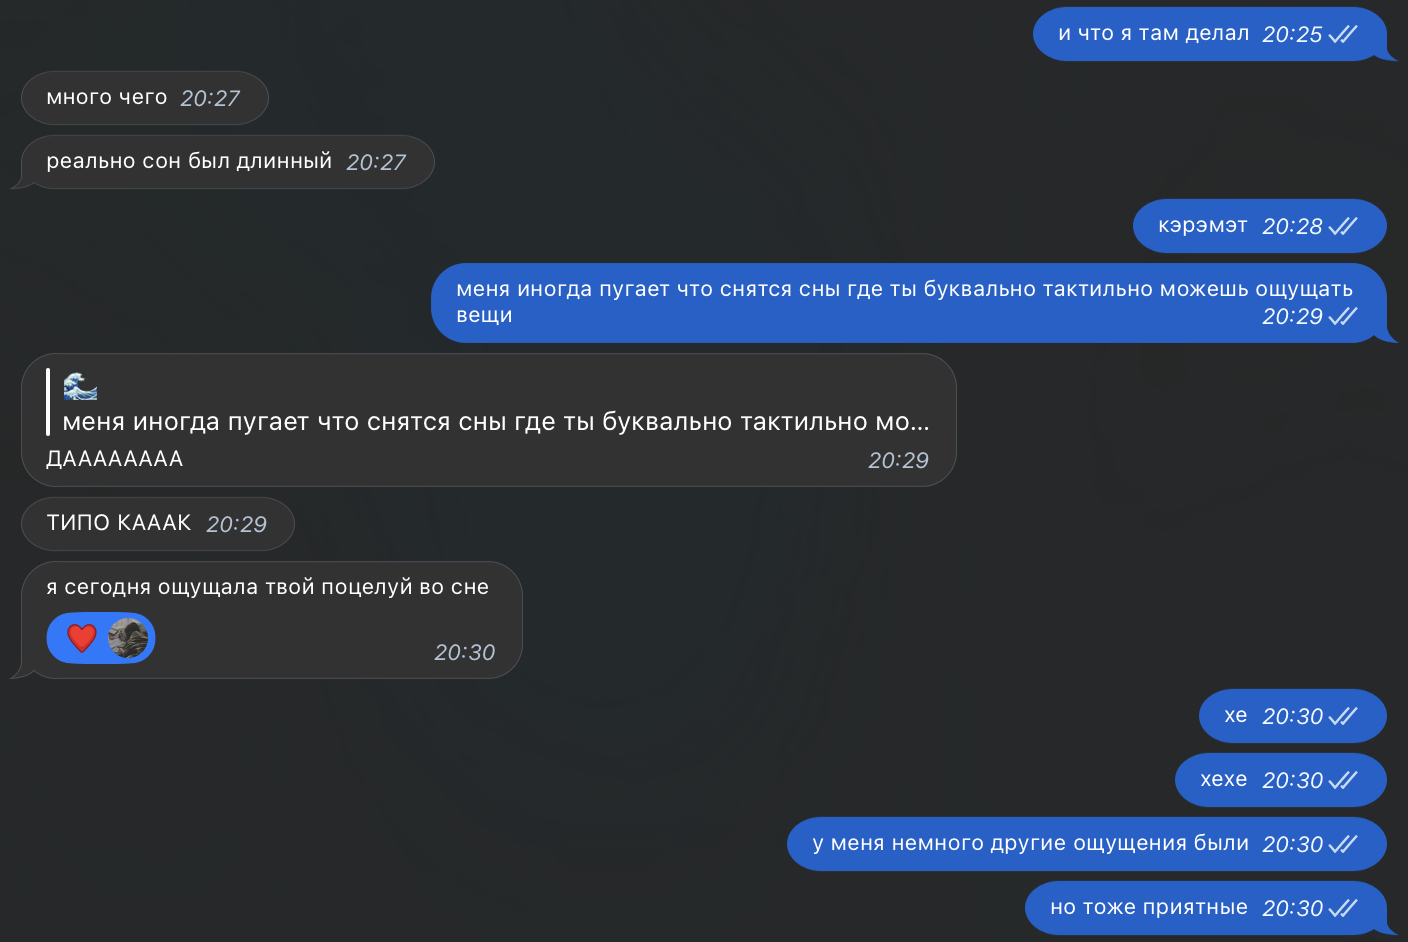 и что я там делал 20:25
много чего 20:27
реально сон был длинный 20:27
кэрэмэт 20:28
меня иногда пугает что снятся сны где ты буквально тактильно можешь ощущать
вещи 20:29
🌊
меня иногда пугает что снятся сны где ты буквально тактильно мо...
ДАААААААА 20:29
ТИПО КАААК 20:29
я сегодня ощущала твой поцелуй во сне
❤️ 20:30
хе 20:30
хехе 20:30
у меня немного другие ощущения были 20:30
но тоже приятные 20:30